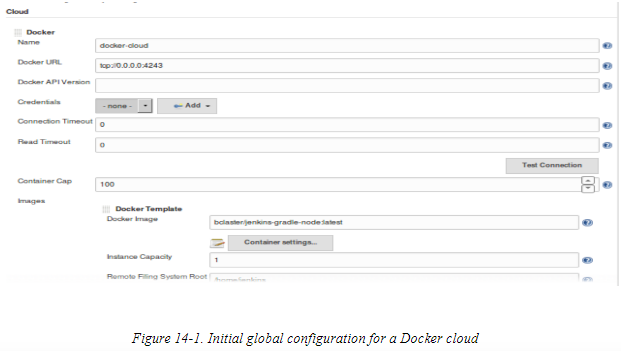 Cloud
Docker
Name docker-cloud
Docker URL tcp://0.0.0.0:4243
Docker API Version
Credentials - none - Add
Connection Timeout 0
Read Timeout 0
Test Connection
Container Cap 100
Images
Docker Template
Docker Image bclaster/jenkins-gradle-node:latest
Container settings...
Instance Capacity 1
Remote Filing System Root /home/jenkins
Figure 14-1. Initial global configuration for a Docker cloud